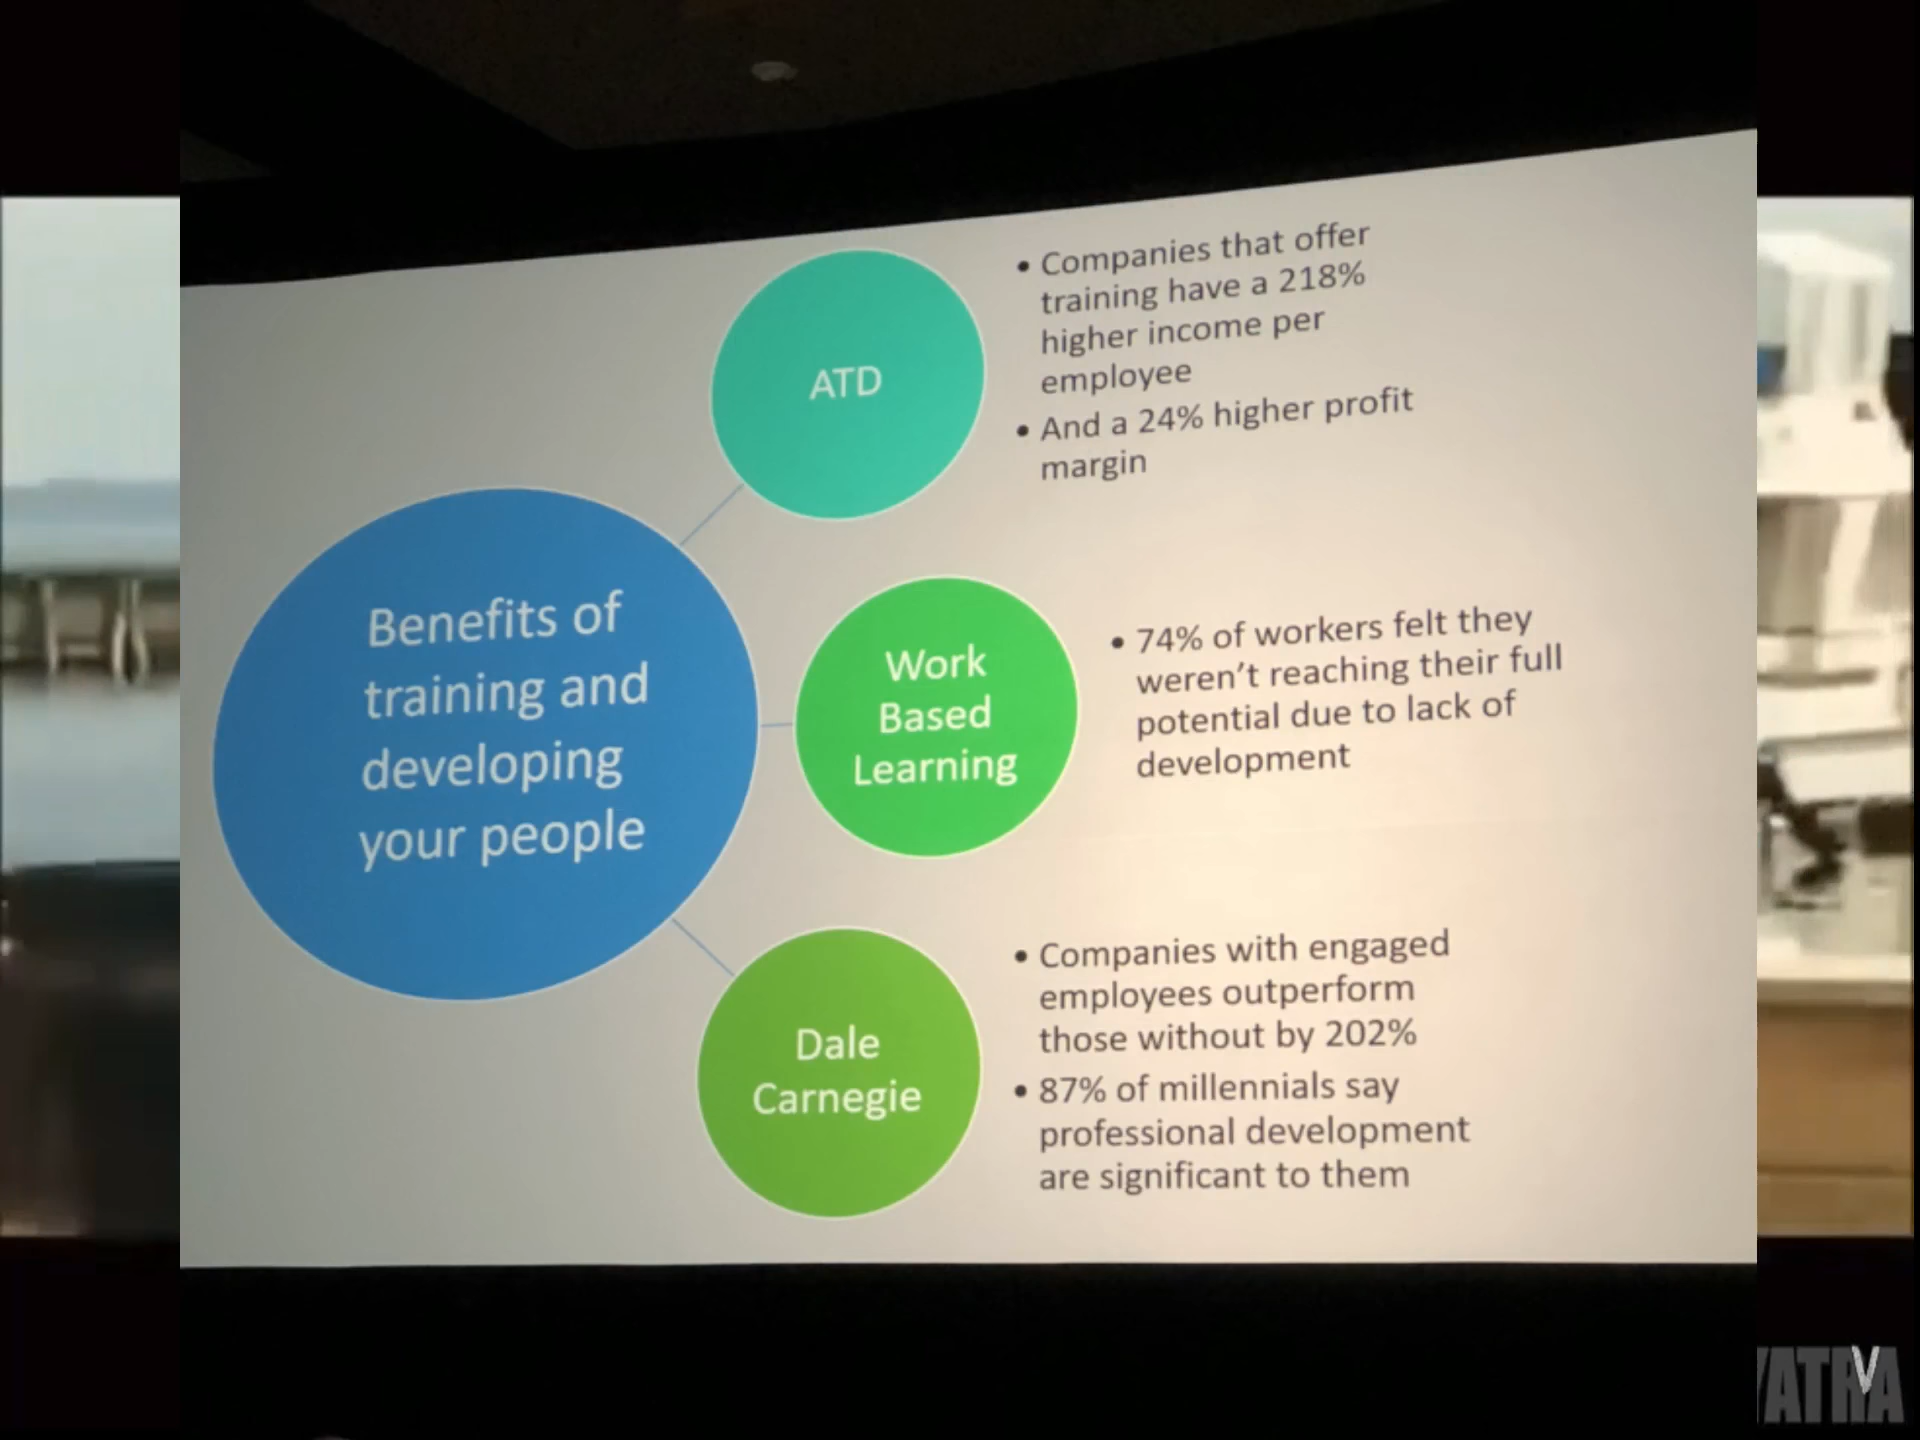 Benefits of
training and
developing
your people
ATD
• Companies that offer
training have a 218%
higher income per
employee
• And a 24% higher profit
margin
Work
Based
Learning
• 74% of workers felt they
weren't reaching their full
potential due to lack of
development
Dale
Carnegie
• Companies with engaged
employees outperform
those without by 202%
• 87% of millennials say
professional development
are significant to them